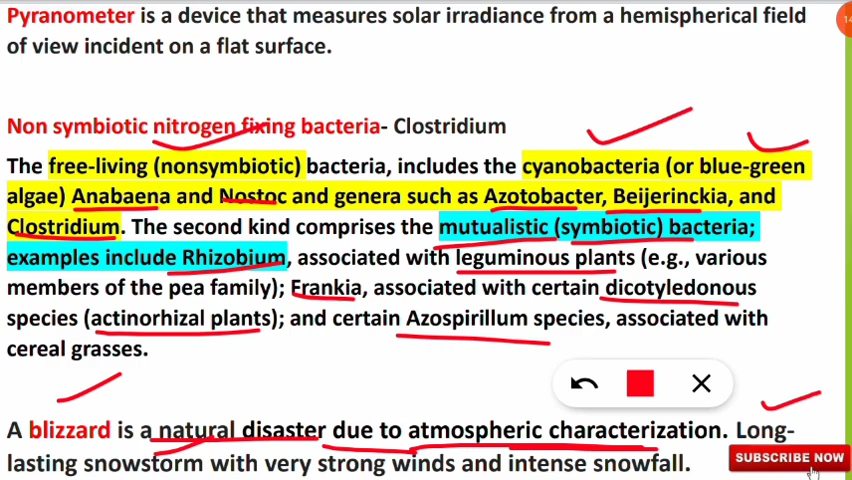 Pyranometer is a device that measures solar irradiance from a hemispherical field
of view incident on a flat surface.
Non symbiotic nitrogen fixing bacteria- Clostridium
The free-living (nonsymbiotic) bacteria, includes the cyanobacteria (or blue-green
algae) Anabaena and Nostoc and genera such as Azotobacter, Beijerinckia, and
Clostridium. The second kind comprises the mutualistic (symbiotic) bacteria;
examples include Rhizobium, associated with leguminous plants (e.g., various
members of the pea family); Frankia, associated with certain dicotyledonous
species (actinorhizal plants); and certain Azospirillum species, associated with
cereal grasses.
A blizzard is a natural disaster due to atmospheric characterization. Long-
lasting snowstorm with very strong winds and intense snowfall.
SUBSCRIBE NOW